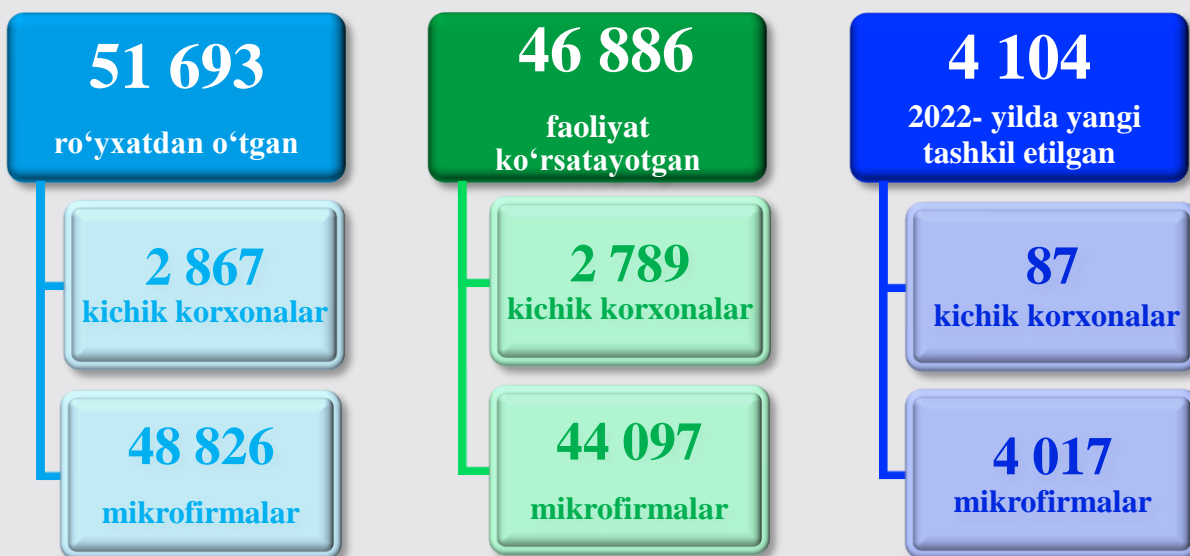 51 693
ro‘yxatdan o‘tgan
2 867
kichik korxonalar
48 826
mikrofirmalar
46 886
faoliyat
ko‘rsatayotgan
2 789
kichik korxonalar
44 097
mikrofirmalar
4 104
2022- yilda yangi
tashkil etilgan
87
kichik korxonalar
4 017
mikrofirmalar